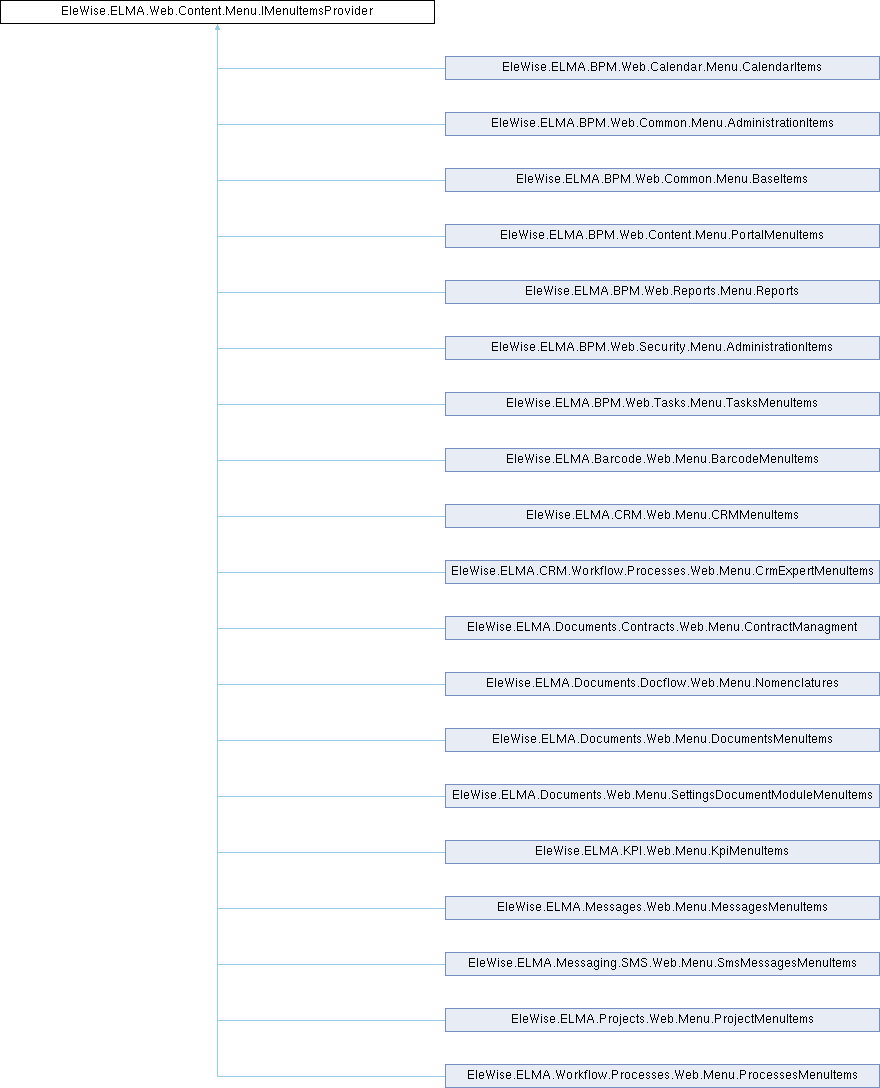 EleWise.ELMA.Web.Content.Menu.IMenuItemsProvider
EleWise.ELMA.BPM.Web.Calendar.Menu.CalendarItems
EleWise.ELMA.BPM.Web.Common.Menu.AdministrationItems
EleWise.ELMA.BPM.Web.Common.Menu.BaseItems
EleWise.ELMA.BPM.Web.Content.Menu.PortalMenuItems
EleWise.ELMA.BPM.Web.Reports.Menu.Reports
EleWise.ELMA.BPM.Web.Security.Menu.AdministrationItems
EleWise.ELMA.BPM.Web.Tasks.Menu.TasksMenuItems
EleWise.ELMA.Barcode.Web.Menu.BarcodeMenuItems
EleWise.ELMA.CRM.Web.Menu.CRMMenuItems
EleWise.ELMA.CRM.Workflow.Processes.Web.Menu.CrmExpertMenuItems
EleWise.ELMA.Documents.Contracts.Web.Menu.ContractManagment
EleWise.ELMA.Documents.Docflow.Web.Menu.Nomenclatures
EleWise.ELMA.Documents.Web.Menu.DocumentsMenuItems
EleWise.ELMA.Documents.Web.Menu.SettingsDocumentModuleMenuItems
EleWise.ELMA.KPI.Web.Menu.KpiMenuItems
EleWise.ELMA.Messages.Web.Menu.MessagesMenuItems
EleWise.ELMA.Messaging.SMS.Web.Menu.SmsMessagesMenuItems
EleWise.ELMA.Projects.Web.Menu.ProjectMenuItems
EleWise.ELMA.Workflow.Processes.Web.Menu.ProcessesMenuItems